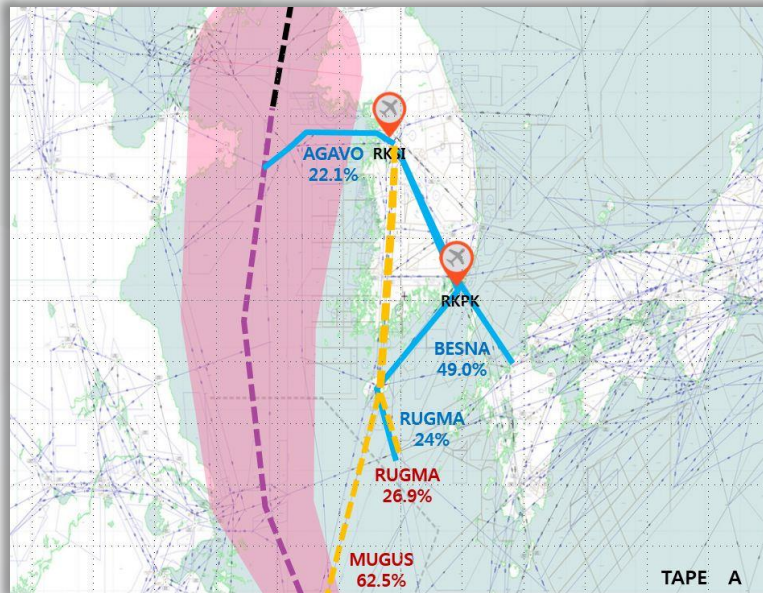 AGAVO
22.1%
RKSI
RKPK
BESNA
49.0%
RUGMA
24%
RUGMA
26.9%
MUGUS
62.5%
TAPE A